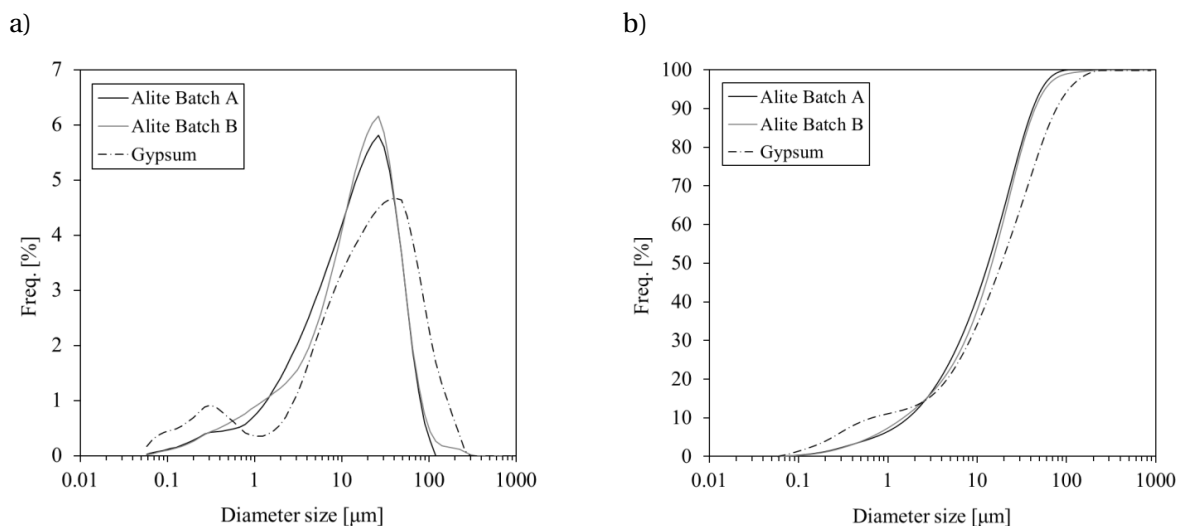 a)
7
6
5
4
3
2
1
0
Freq. [%]
Alite Batch A
Alite Batch B
Gypsum
0.01 0.1 1 10 100 1000
Diameter size [µm]
b)
100
90
80
70
60
50
40
30
20
10
0
Freq. [%]
Alite Batch A
Alite Batch B
Gypsum
0.01 0.1 1 10 100 1000
Diameter size [µm]